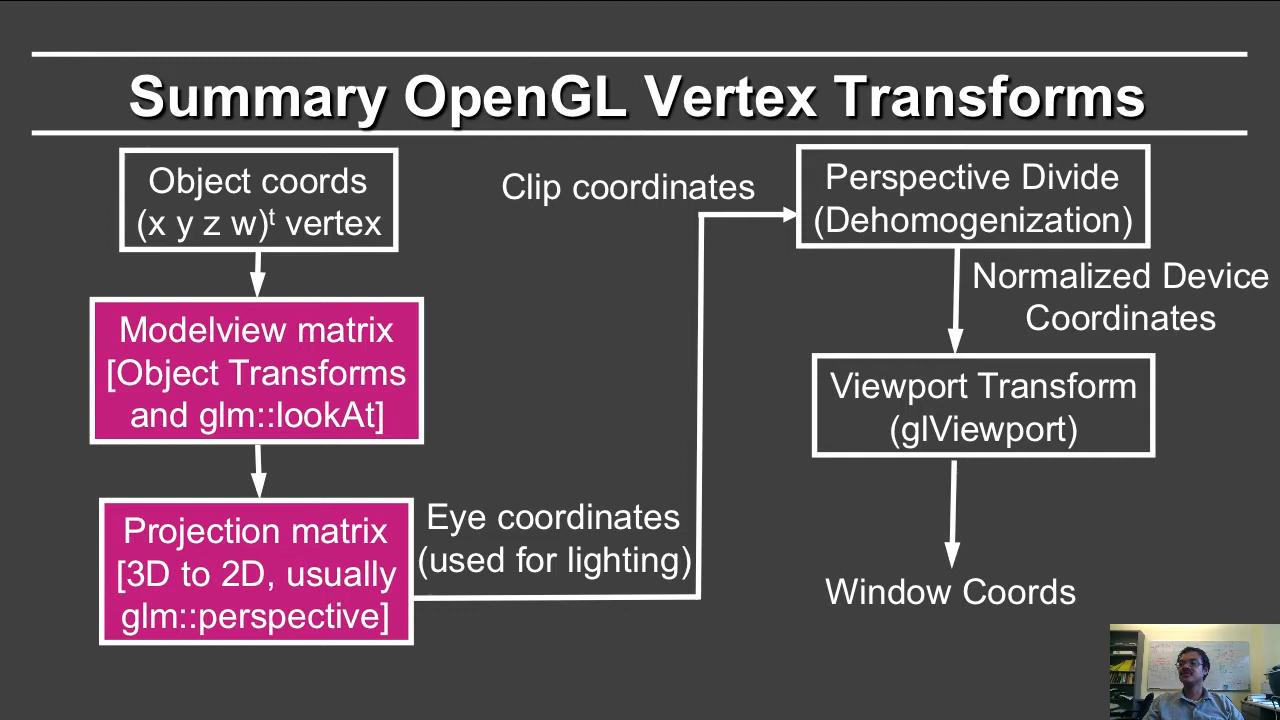 Summary OpenGL Vertex Transforms
Object coords
(x y z w)ᵗ vertex
Modelview matrix
[Object Transforms
and glm::lookAt]
Projection matrix
[3D to 2D, usually
glm::perspective]
Eye coordinates
(used for lighting)
Clip coordinates
Perspective Divide
(Dehomogenization)
Normalized Device
Coordinates
Viewport Transform
(glViewport)
Window Coords